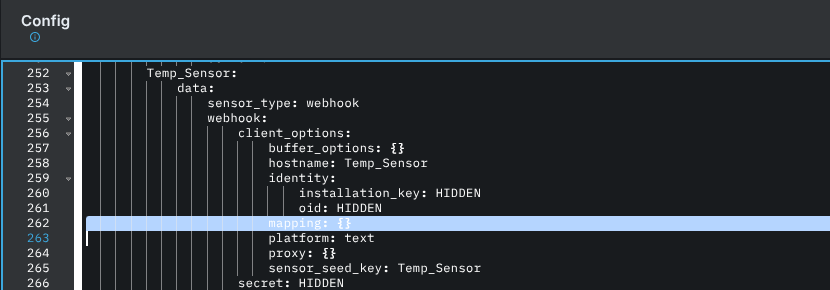 Config
252 Temp_Sensor:
253 data:
254 sensor_type: webhook
255 webhook:
256 client_options:
257 buffer_options: {}
258 hostname: Temp_Sensor
259 identity:
260 installation_key: HIDDEN
261 oid: HIDDEN
262 mapping: {}
263 platform: text
264 proxy: {}
265 sensor_seed_key: Temp_Sensor
266 secret: HIDDEN